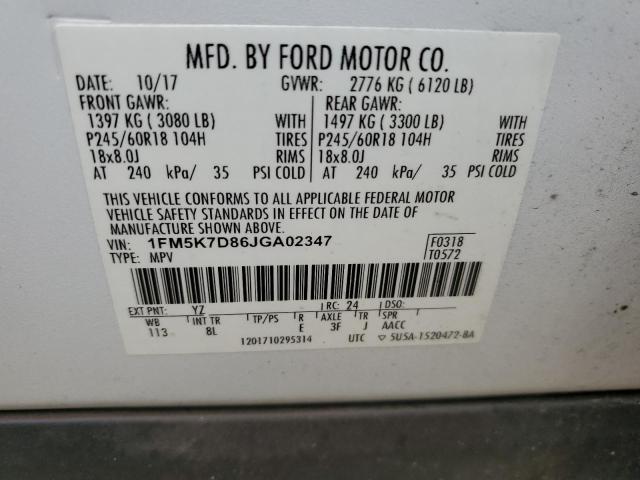 MFD. BY FORD MOTOR CO.
DATE: 10/17 GVWR: 2776 KG ( 6120 LB)
FRONT GAWR: REAR GAWR:
1397 KG ( 3080 LB) WITH 1497 KG ( 3300 LB) WITH
P245/60R18 104H TIRES P245/60R18 104H TIRES
18x8.0J RIMS 18x8.0J RIMS
AT 240 kPa/ 35 PSI COLD AT 240 kPa/ 35 PSI COLD
THIS VEHICLE CONFORMS TO ALL APPLICABLE FEDERAL MOTOR
VEHICLE SAFETY STANDARDS IN EFFECT ON THE DATE OF
MANUFACTURE SHOWN ABOVE.
VIN: 1FM5K7D86JGA02347 F0318
TYPE: MPV T0572
EXT PNT: YZ RC: 24 DSO:
WB INT TR TP/PS R AXLE TR SPR
113 8L E 3F J AACC
1201710295314 UTC ▽ 5U5A-1520472-BA